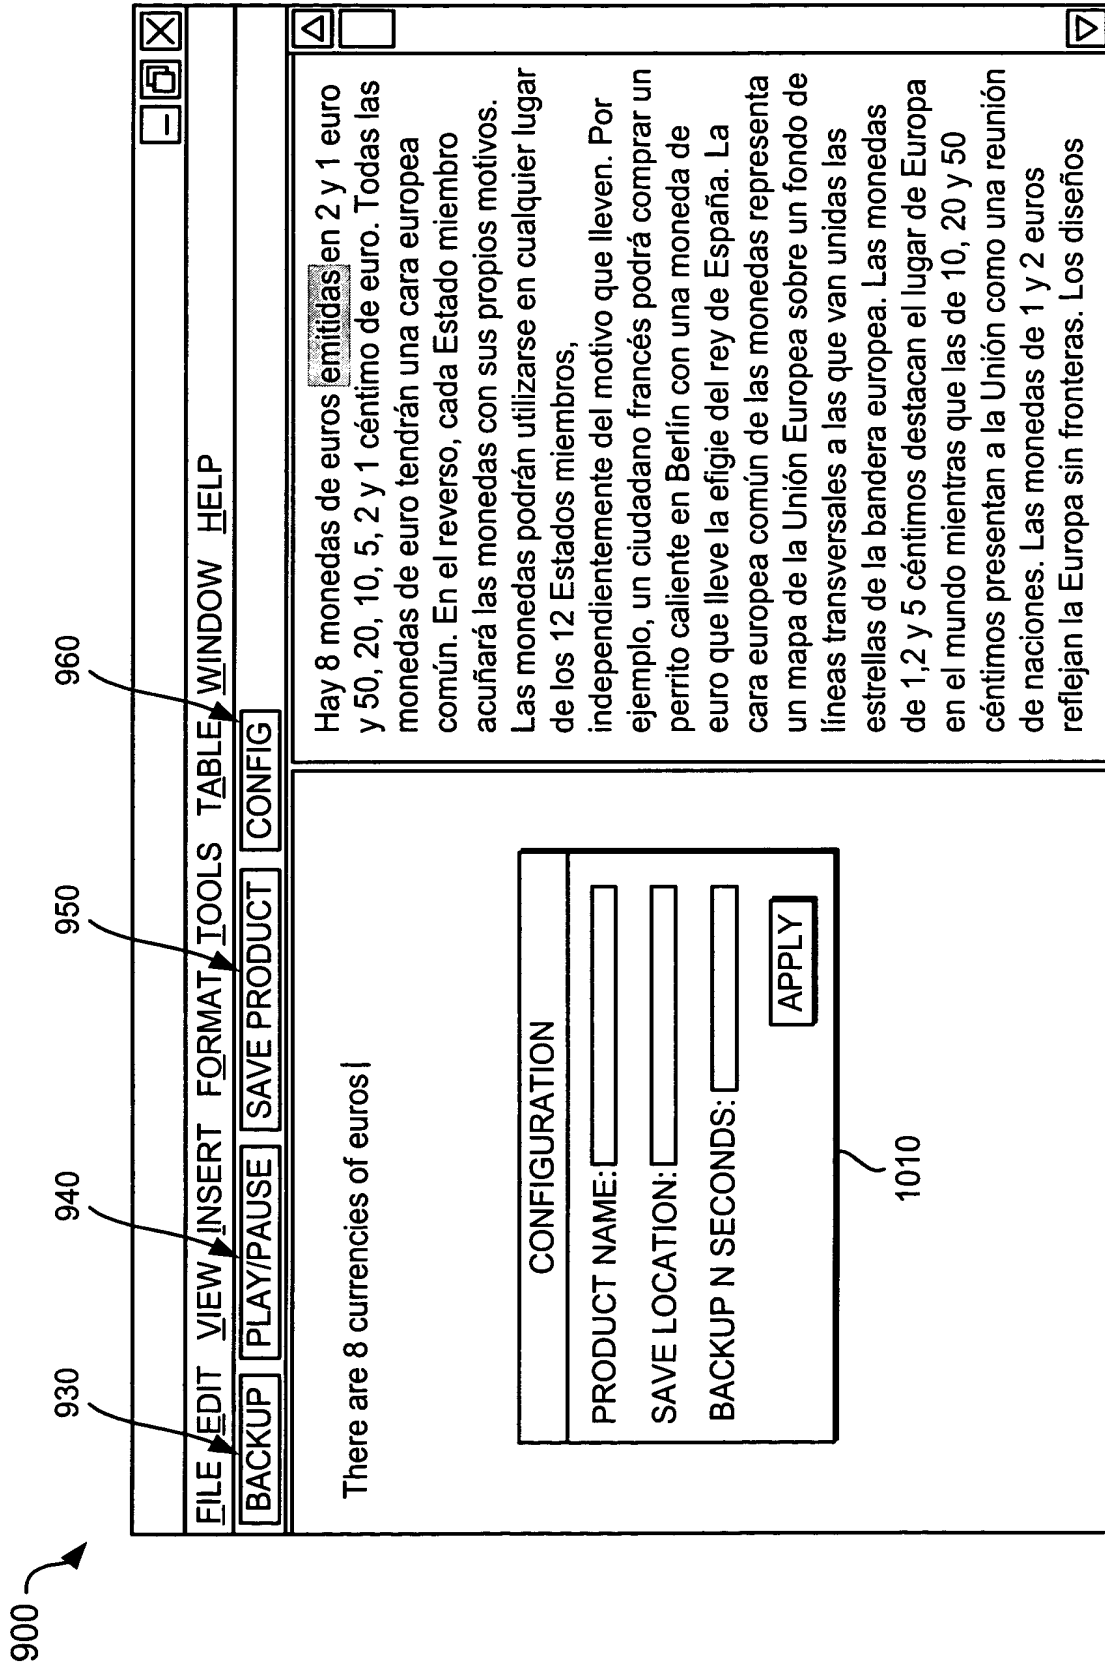 900
930
940
950
960
FILE EDIT VIEW INSERT FORMAT TOOLS TABLE WINDOW HELP
BACKUP PLAY/PAUSE SAVE PRODUCT CONFIG
There are 8 currencies of euros
CONFIGURATION
PRODUCT NAME:
SAVE LOCATION:
BACKUP N SECONDS:
APPLY
1010
Hay 8 monedas de euros emitidas en 2 y 1 euro
y 50, 20, 10, 5, 2 y 1 céntimo de euro. Todas las
monedas de euro tendrán una cara europea
común. En el reverso, cada Estado miembro
acuñará las monedas con sus propios motivos.
Las monedas podrán utilizarse en cualquier lugar
de los 12 Estados miembros,
independientemente del motivo que lleven. Por
ejemplo, un ciudadano francés podrá comprar un
perrito caliente en Berlín con una moneda de
euro que lleve la efigie del rey de España. La
cara europea común de las monedas representa
un mapa de la Unión Europea sobre un fondo de
líneas transversales a las que van unidas las
estrellas de la bandera europea. Las monedas
de 1,2 y 5 céntimos destacan el lugar de Europa
en el mundo mientras que las de 10, 20 y 50
céntimos presentan a la Unión como una reunión
de naciones. Las monedas de 1 y 2 euros
reflejan la Europa sin fronteras. Los diseños